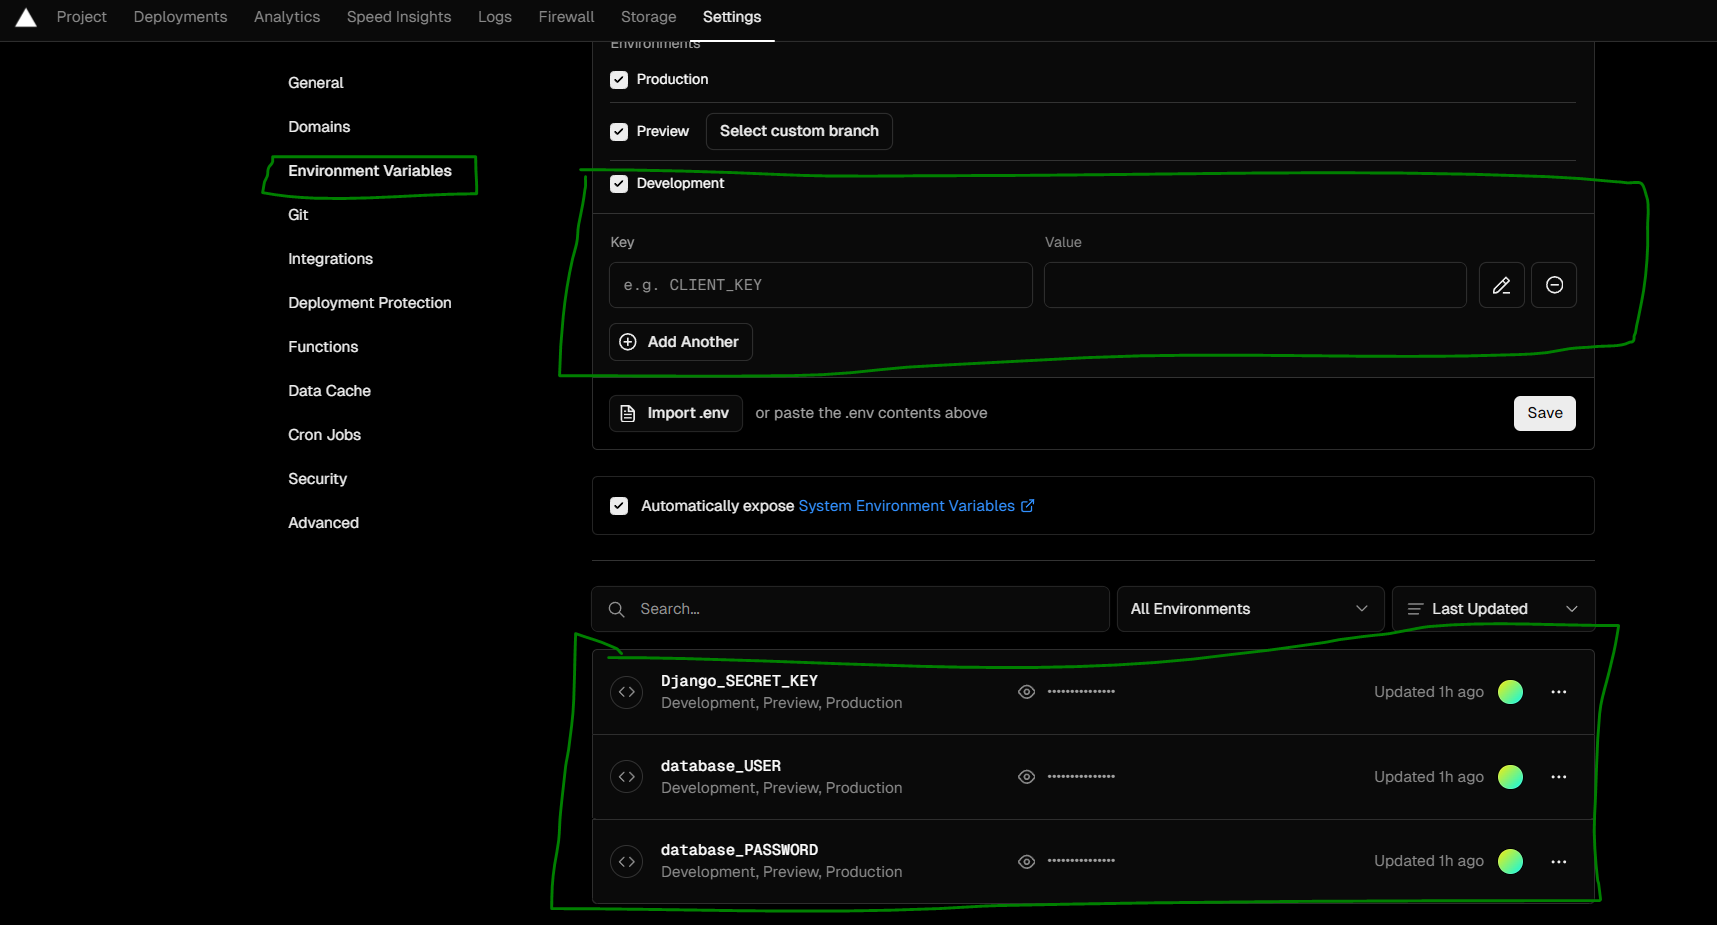 Project Deployments Analytics Speed Insights Logs Firewall Storage Settings
General
Domains
Environment Variables
Git
Integrations
Deployment Protection
Functions
Data Cache
Cron Jobs
Security
Advanced
Environments
Production
Preview Select custom branch
Development
Key Value
e.g. CLIENT_KEY
Add Another
Import .env or paste the .env contents above Save
Automatically expose System Environment Variables
Search... All Environments Last Updated
Django_SECRET_KEY
Development, Preview, Production
•••••••••••••• Updated 1h ago
database_USER
Development, Preview, Production
•••••••••••••• Updated 1h ago
database_PASSWORD
Development, Preview, Production
•••••••••••••• Updated 1h ago